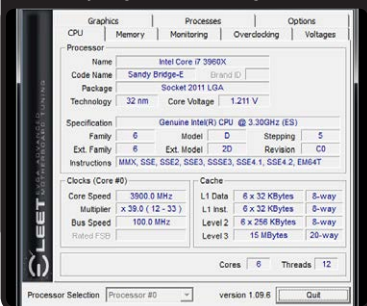 Graphics Processes Options
CPU Memory Monitoring Overclocking Voltages
Processor
Name Intel Core i7 3960X
Code Name Sandy Bridge-E Brand ID
Package Socket 2011 LGA
Technology 32 nm Core Voltage 1.211 V
Specification Genuine Intel(R) CPU @ 3.30GHz (ES)
Family 6 Model D Stepping 5
Ext. Family 6 Ext. Model 2D Revision C0
Instructions MMX, SSE, SSE2, SSE3, SSSE3, SSE4.1, SSE4.2, EM64T
Clocks (Core #0)
Core Speed 3900.0 MHz
Multiplier x 39.0 ( 12 - 33 )
Bus Speed 100.0 MHz
Rated FSB
Cache
L1 Data 6 x 32 KBytes 8-way
L1 Inst. 6 x 32 KBytes 8-way
Level 2 6 x 256 KBytes 8-way
Level 3 15 MBytes 20-way
Cores 6 Threads 12
Processor Selection Processor #0 version 1.09.6 Quit
ELEET EVGA ADVANCED
MOTHERBOARD TUNING